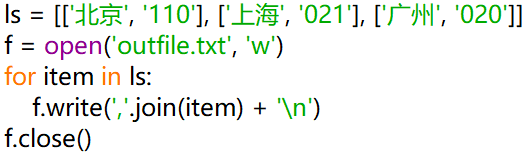 ls = [['北京', '110'], ['上海', '021'], ['广州', '020']]
f = open('outfile.txt', 'w')
for item in ls:
    f.write(','.join(item) + '\n')
f.close()